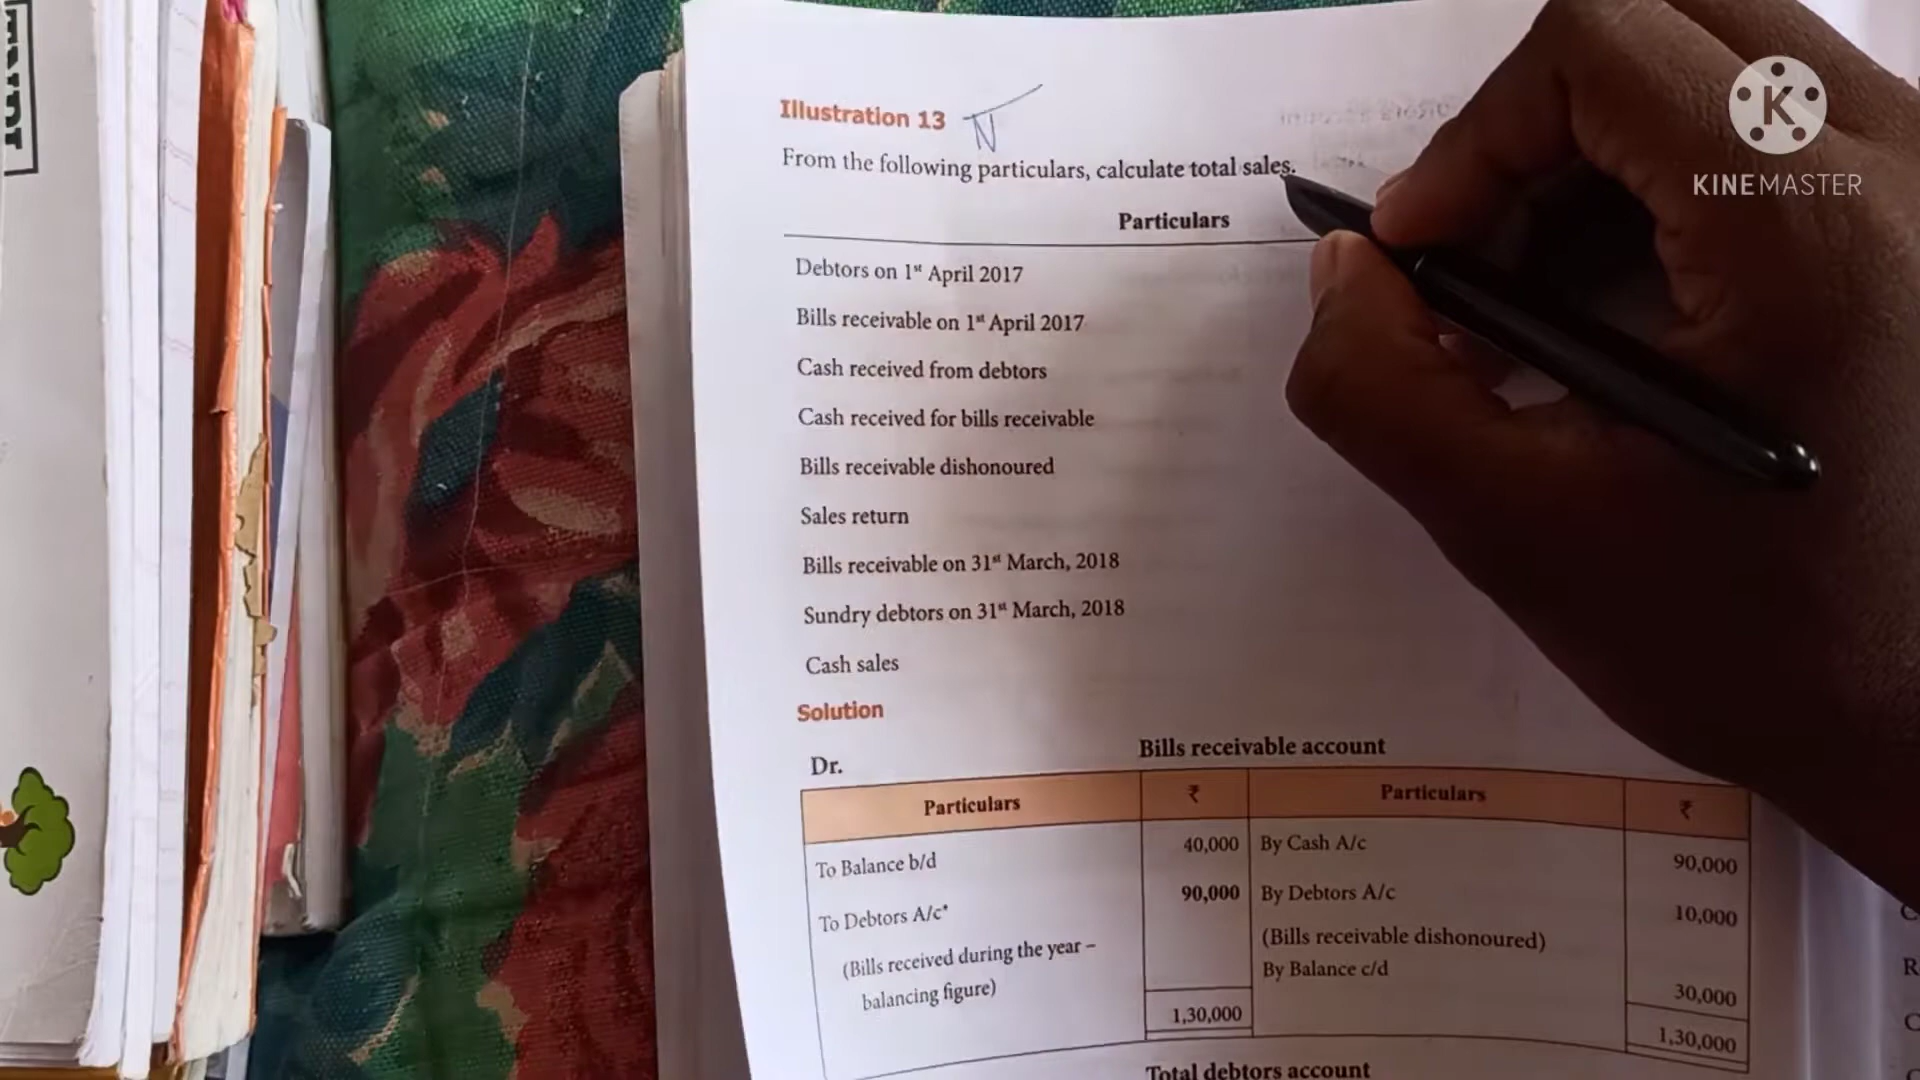 Illustration 13 N
From the following particulars, calculate total sales.
Particulars
Debtors on 1st April 2017
Bills receivable on 1st April 2017
Cash received from debtors
Cash received for bills receivable
Bills receivable dishonoured
Sales return
Bills receivable on 31st March, 2018
Sundry debtors on 31st March, 2018
Cash sales
Solution
Bills receivable account
Dr.
Particulars ₹ Particulars ₹
To Balance b/d 40,000 By Cash A/c 90,000
To Debtors A/c* 90,000 By Debtors A/c 10,000
(Bills received during the year – (Bills receivable dishonoured)
balancing figure) By Balance c/d 30,000
1,30,000 1,30,000
Total debtors account
KINEMASTER